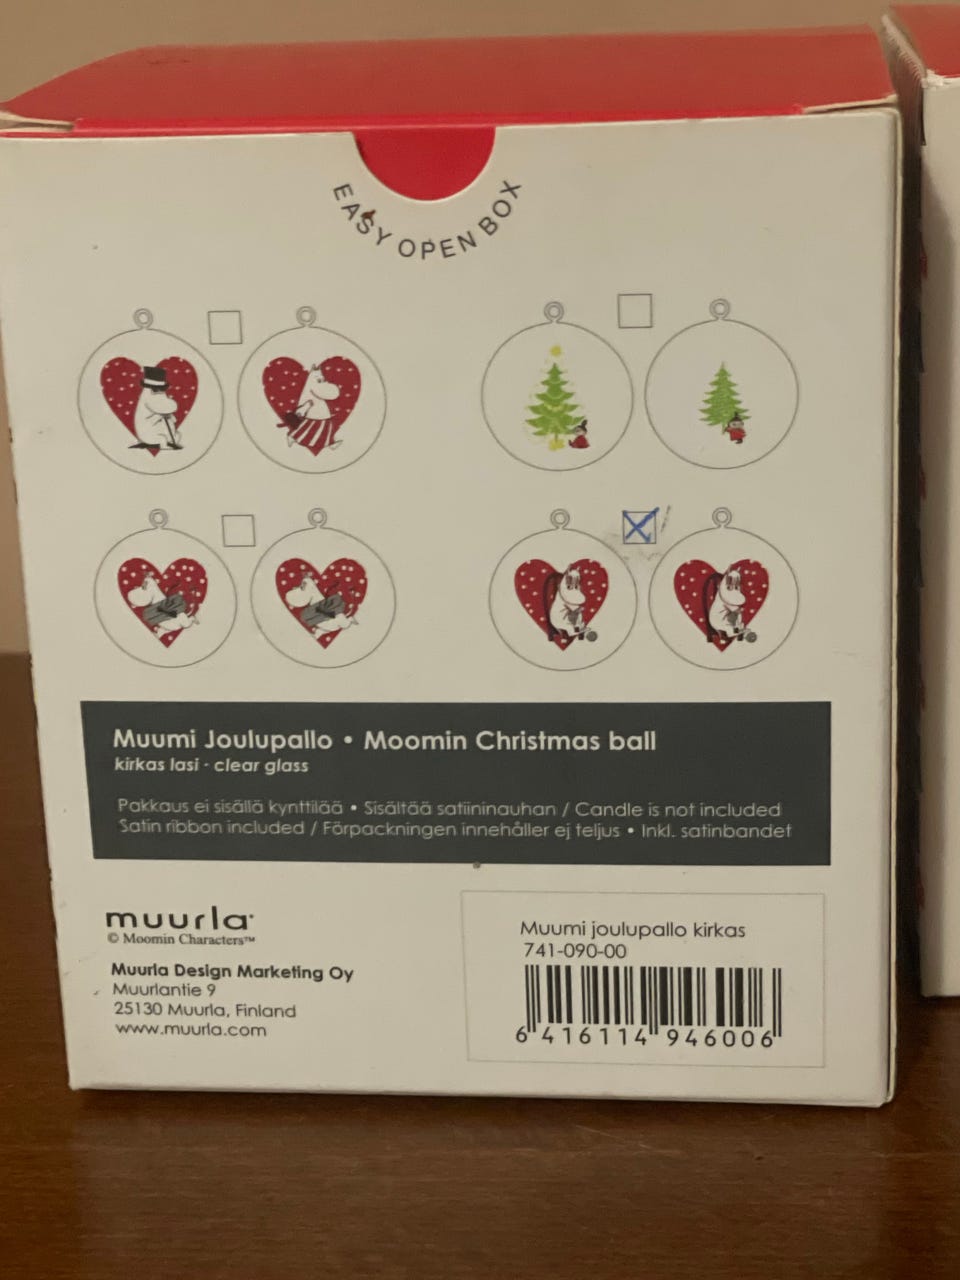 EASY OPEN BOX
Muumi Joulupallo • Moomin Christmas ball
kirkas lasi · clear glass
Pakkaus ei sisällä kynttilää • Sisältää satiininauhan / Candle is not included
Satin ribbon included / Förpackningen innehåller ej teljus • Inkl. satinbandet
muurla
© Moomin Characters™
Muurla Design Marketing Oy
Muurlantie 9
25130 Muurla, Finland
www.muurla.com
Muumi joulupallo kirkas
741-090-00
6 416114 946006